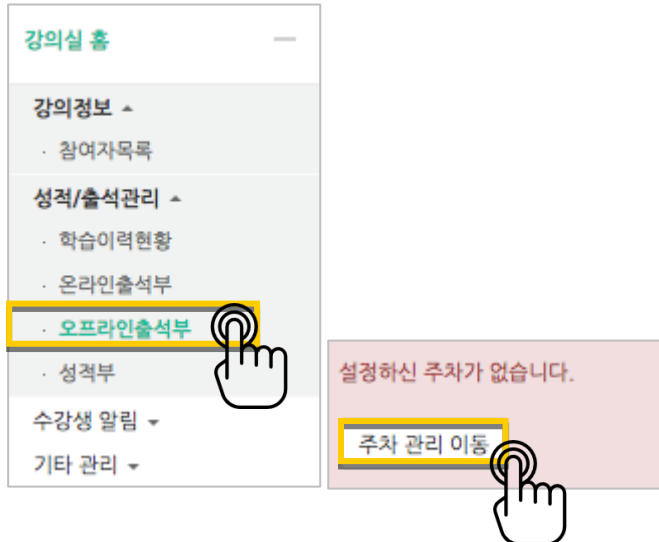 강의실 홈
강의정보
· 참여자목록
성적/출석관리
· 학습이력현황
· 온라인출석부
· 오프라인출석부
· 성적부
수강생 알림
기타 관리
설정하신 주차가 없습니다.
주차 관리 이동